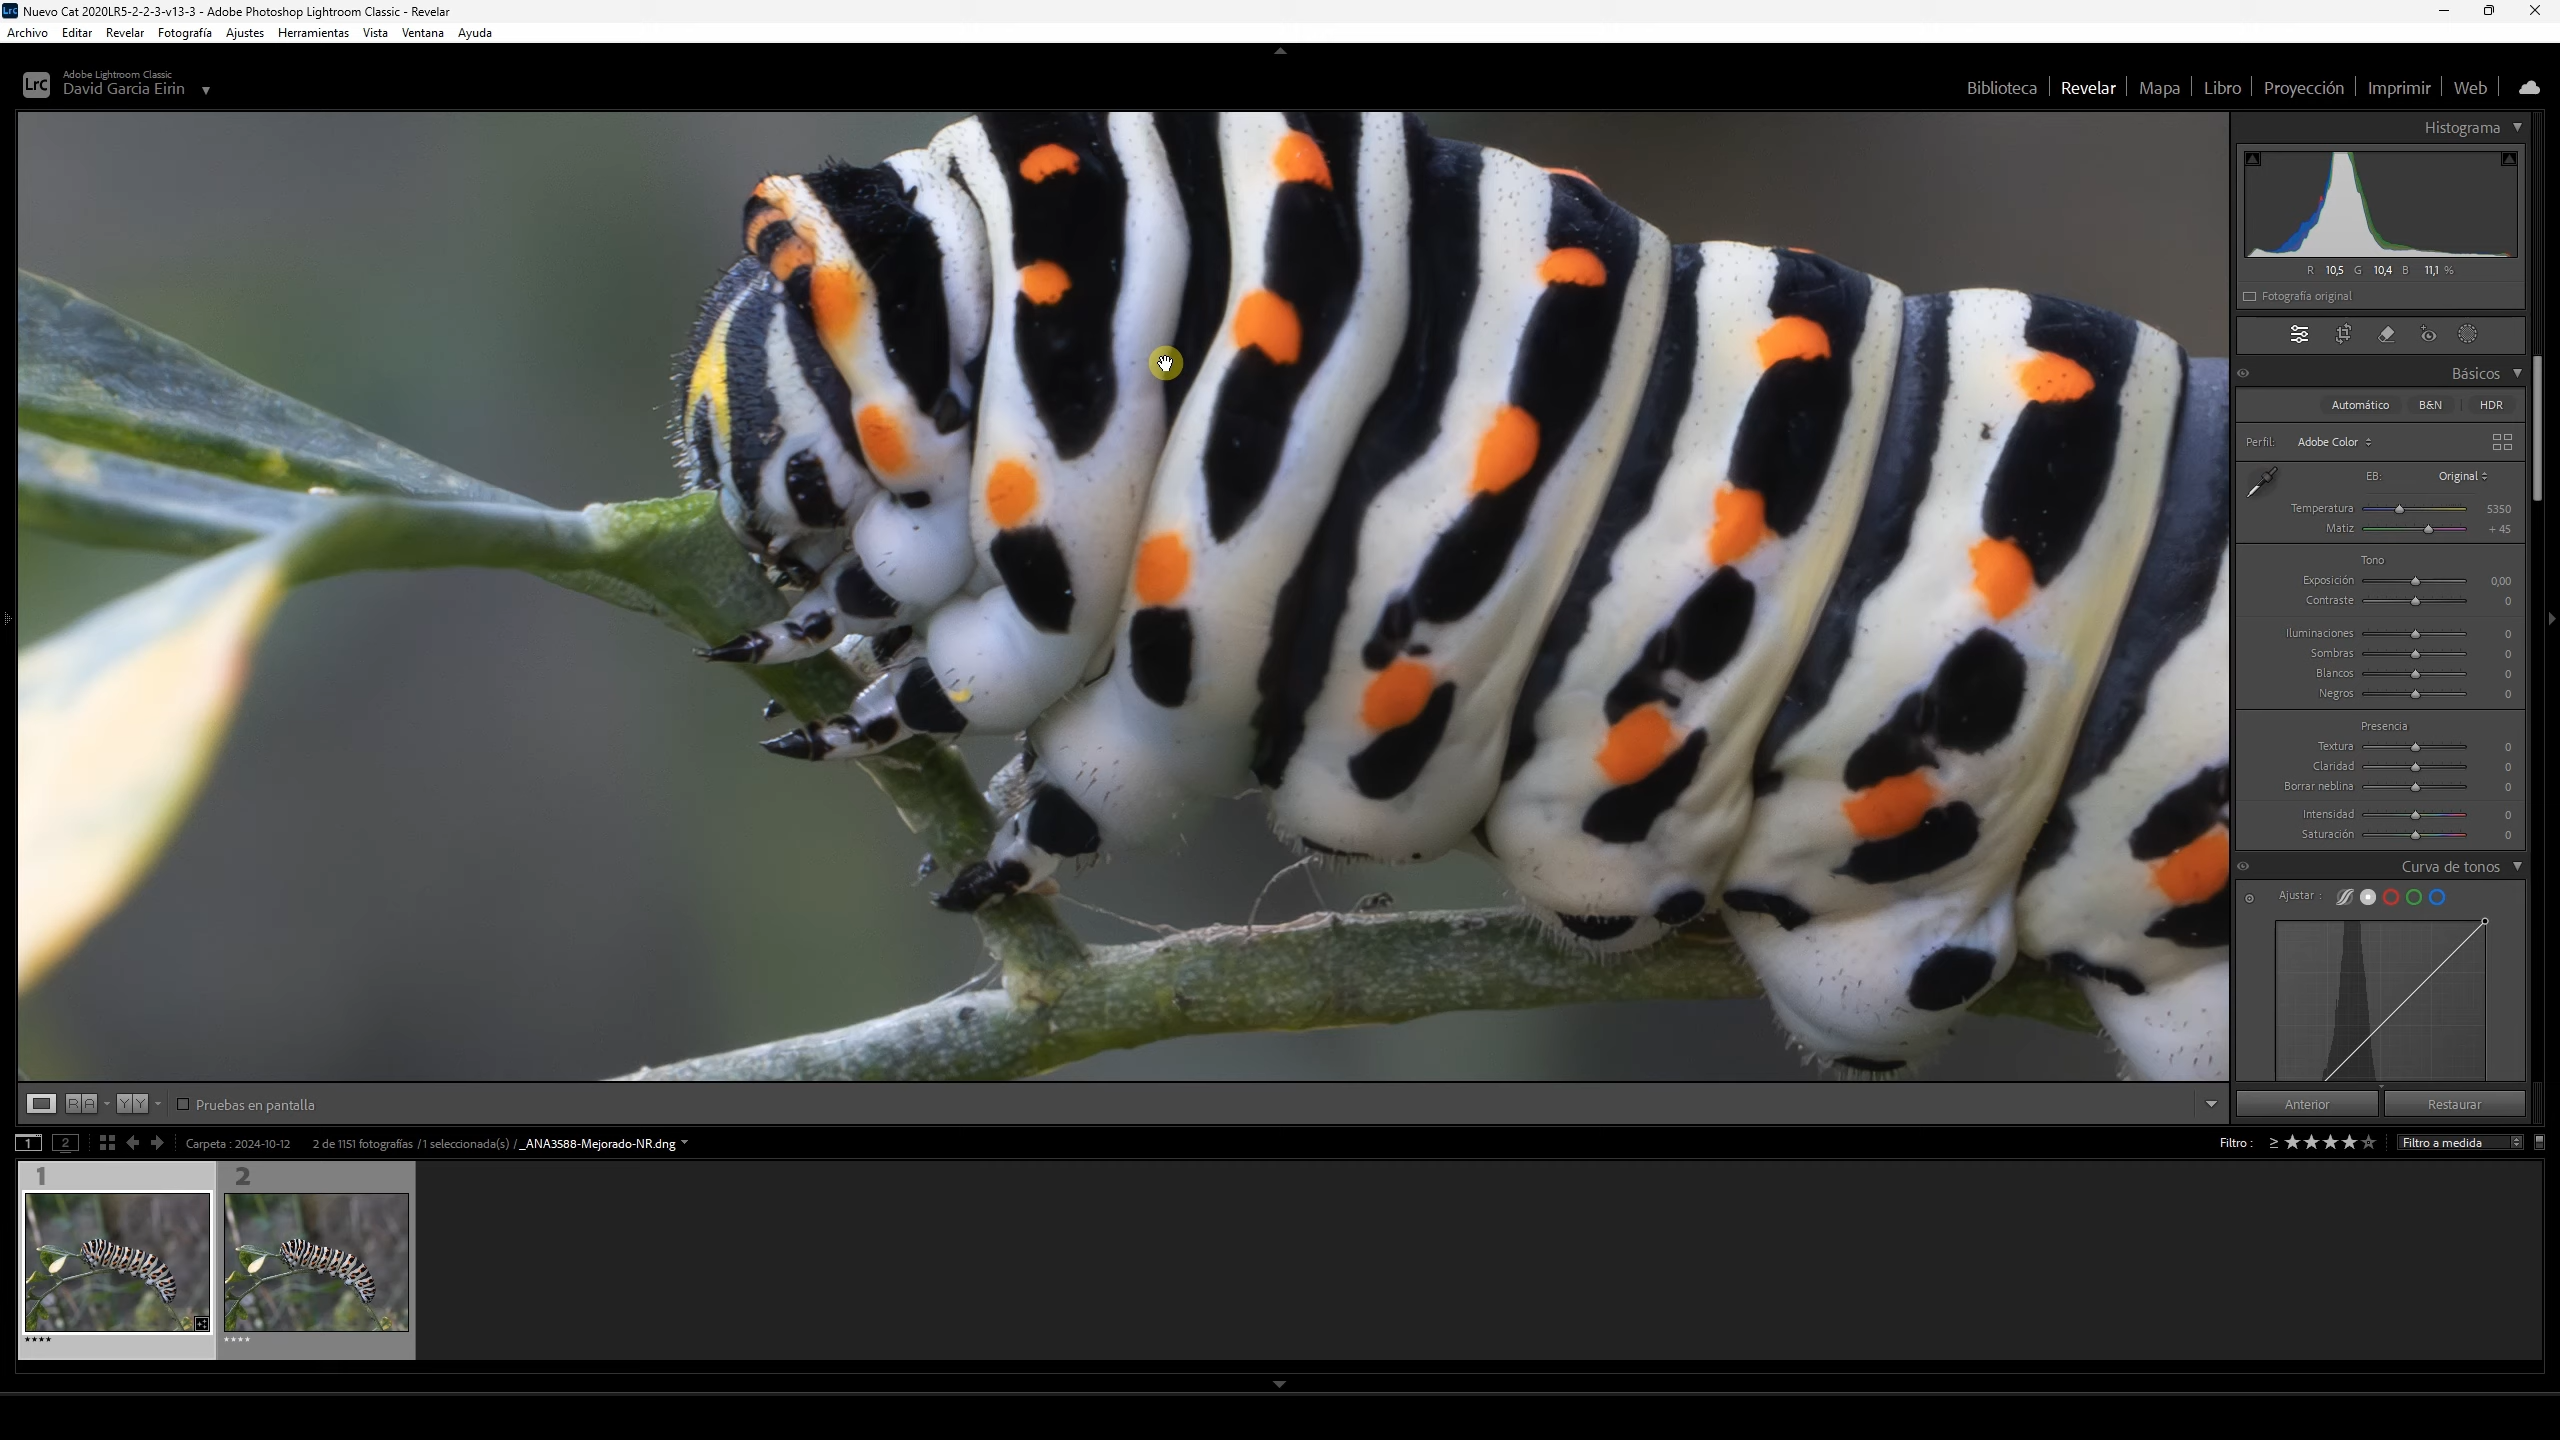 Nuevo Cat 2020LR5-2-2-3-v13-3 - Adobe Photoshop Lightroom Classic - Revelar
Archivo Editar Revelar Fotografía Ajustes Herramientas Vista Ventana Ayuda
LrC
Adobe Lightroom Classic
David Garcia Eirin
Biblioteca Revelar Mapa Libro Proyección Imprimir Web
Histograma
R 10,5 G 10,4 B 11,1 %
Fotografía original
Básicos
Automático B&N HDR
Perfil: Adobe Color
EB: Original
Temperatura 5350
Matiz + 45
Tono
Exposición 0,00
Contraste 0
Iluminaciones 0
Sombras 0
Blancos 0
Negros 0
Presencia
Textura 0
Claridad 0
Borrar neblina 0
Intensidad 0
Saturación 0
Curva de tonos
Ajustar :
RA YY Pruebas en pantalla
Anterior Restaurar
1 2 Carpeta : 2024-10-12 2 de 1151 fotografías /1 seleccionada(s) /_ANA3588-Mejorado-NR.dng
Filtro : ≥ ★★★★☆ Filtro a medida
1 2